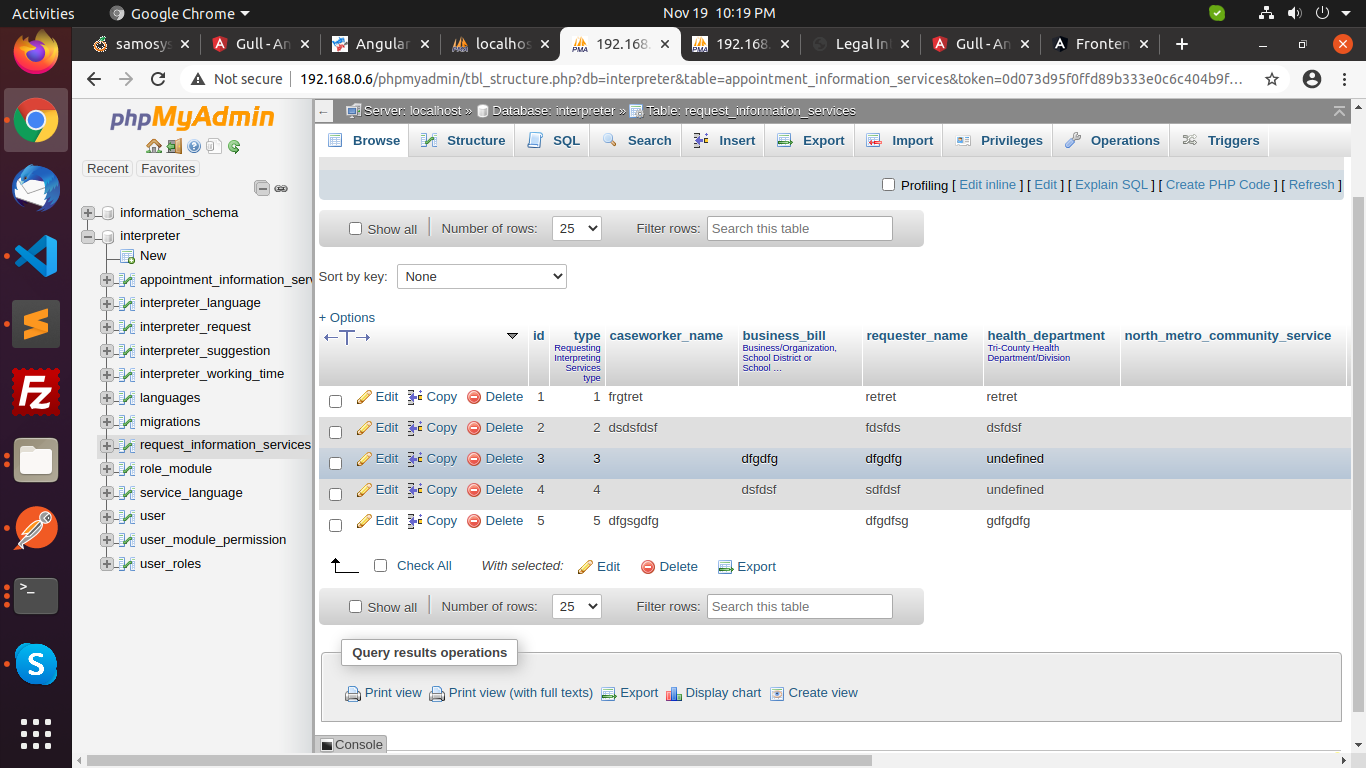 Activities Google Chrome Nov 19 10:19 PM
samosys Gull - An Angular localhos 192.168. 192.168. Legal In Gull - An Fronten
Not secure 192.168.0.6/phpmyadmin/tbl_structure.php?db=interpreter&table=appointment_information_services&token=0d073d95f0ffd89b333e0c6c404b9f...
phpMyAdmin
Recent Favorites
information_schema
interpreter
New
appointment_information_serv
interpreter_language
interpreter_request
interpreter_suggestion
interpreter_working_time
languages
migrations
request_information_services
role_module
service_language
user
user_module_permission
user_roles
Server: localhost » Database: interpreter » Table: request_information_services
Browse Structure SQL Search Insert Export Import Privileges Operations Triggers
Profiling [ Edit inline ] [ Edit ] [ Explain SQL ] [ Create PHP Code ] [ Refresh ]
Show all Number of rows: 25 Filter rows: Search this table
Sort by key: None
+ Options
id type caseworker_name business_bill requester_name health_department north_metro_community_service
Requesting Interpreting Services type
Business/Organization, School District or School ...
Tri-County Health Department/Division
Edit Copy Delete 1 1 frgtret retret retret
Edit Copy Delete 2 2 dsdsfdsf fdsfds dsfdsf
Edit Copy Delete 3 3 dfgdfg dfgdfg undefined
Edit Copy Delete 4 4 dsfdsf sdfdsf undefined
Edit Copy Delete 5 5 dfgsgdfg dfgdfsg gdfgdfg
Check All With selected: Edit Delete Export
Show all Number of rows: 25 Filter rows: Search this table
Query results operations
Print view Print view (with full texts) Export Display chart Create view
Console